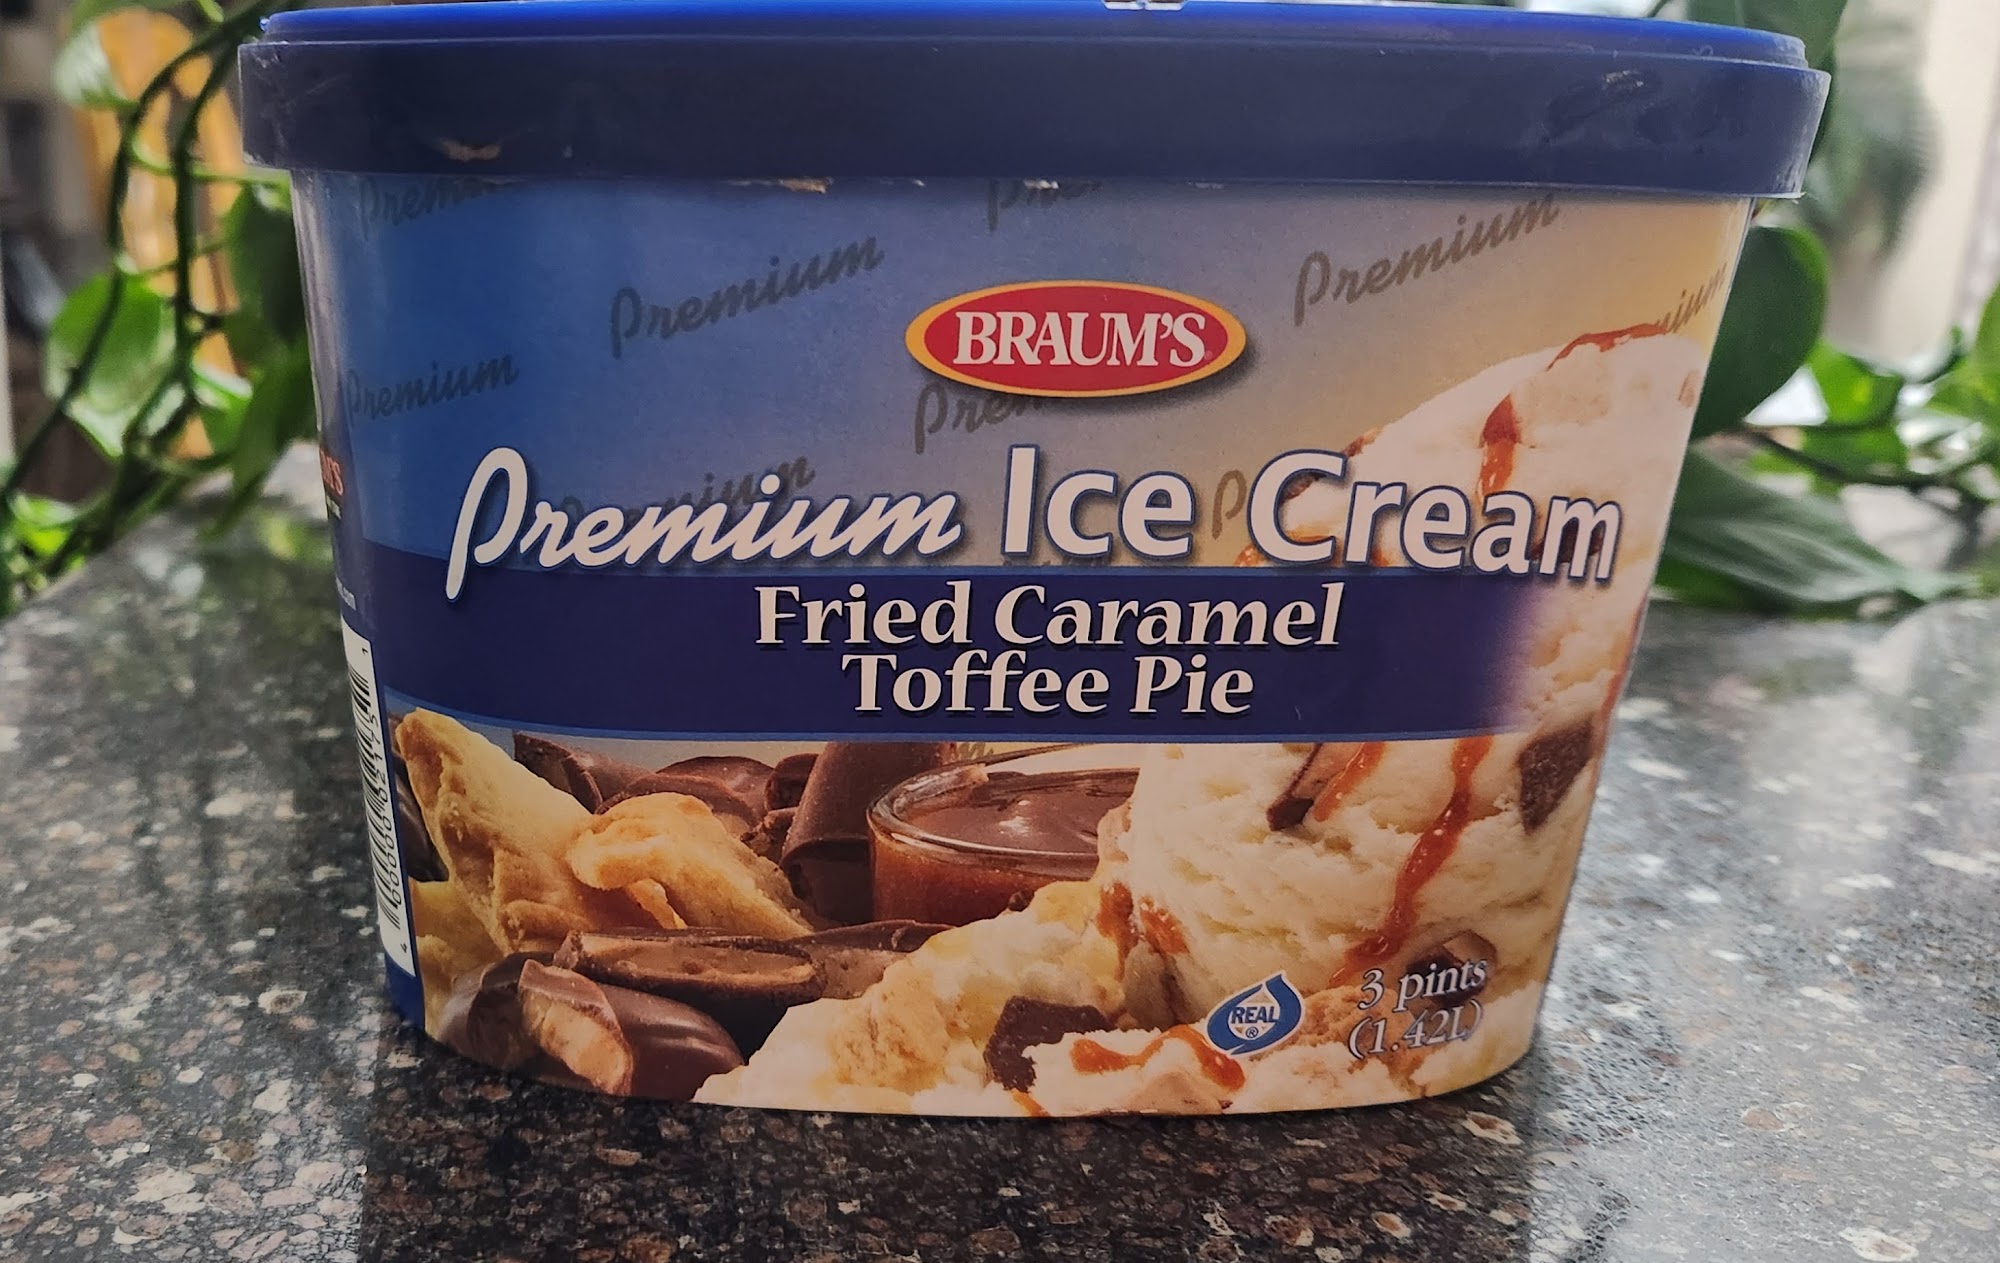 Premium
Premium
Premium
Premium
BRAUM'S
Premium Ice Cream
Fried Caramel
Toffee Pie
REAL
®
3 pints
(1.42L)